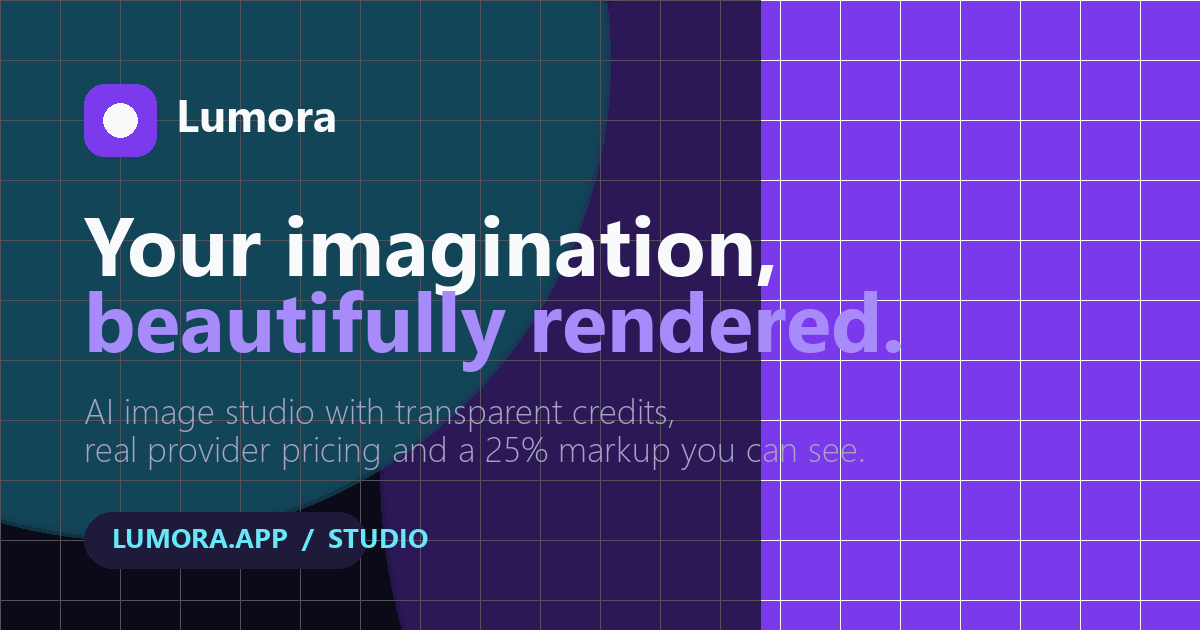 Lumora
Your imagination,
beautifully rendered.
AI image studio with transparent credits,
real provider pricing and a 25% markup you can see.
LUMORA.APP / STUDIO